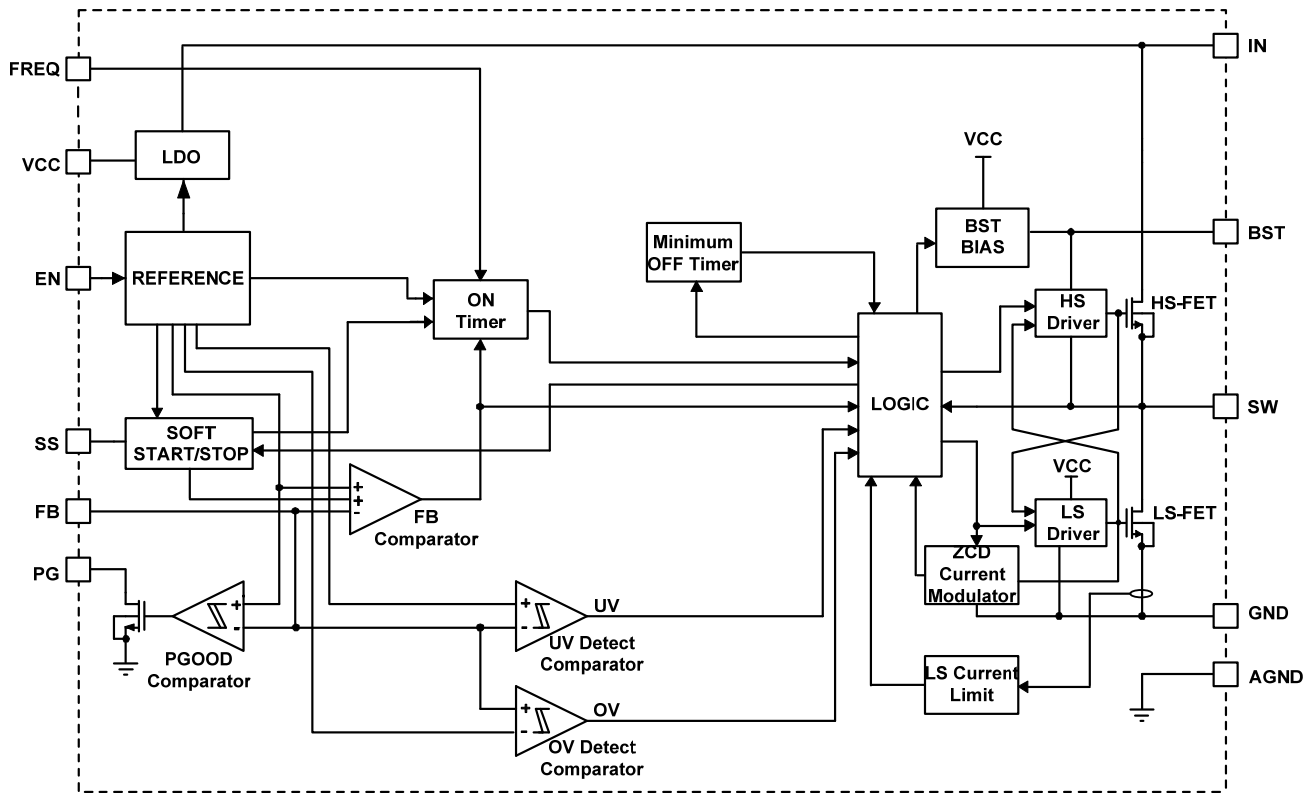 IN
FREQ
LDO
VCC
VCC
BST
BIAS
BST
Minimum
OFF Timer
EN
REFERENCE
ON
Timer
HS
Driver
HS-FET
LOGIC
SW
SS
SOFT
START/STOP
VCC
+
+
-
FB
FB
Comparator
LS
Driver
LS-FET
PG
ZCD
Current
Modulator
+
-
PGOOD
Comparator
+
-
UV
UV Detect
Comparator
GND
LS Current
Limit
AGND
+
-
OV
OV Detect
Comparator